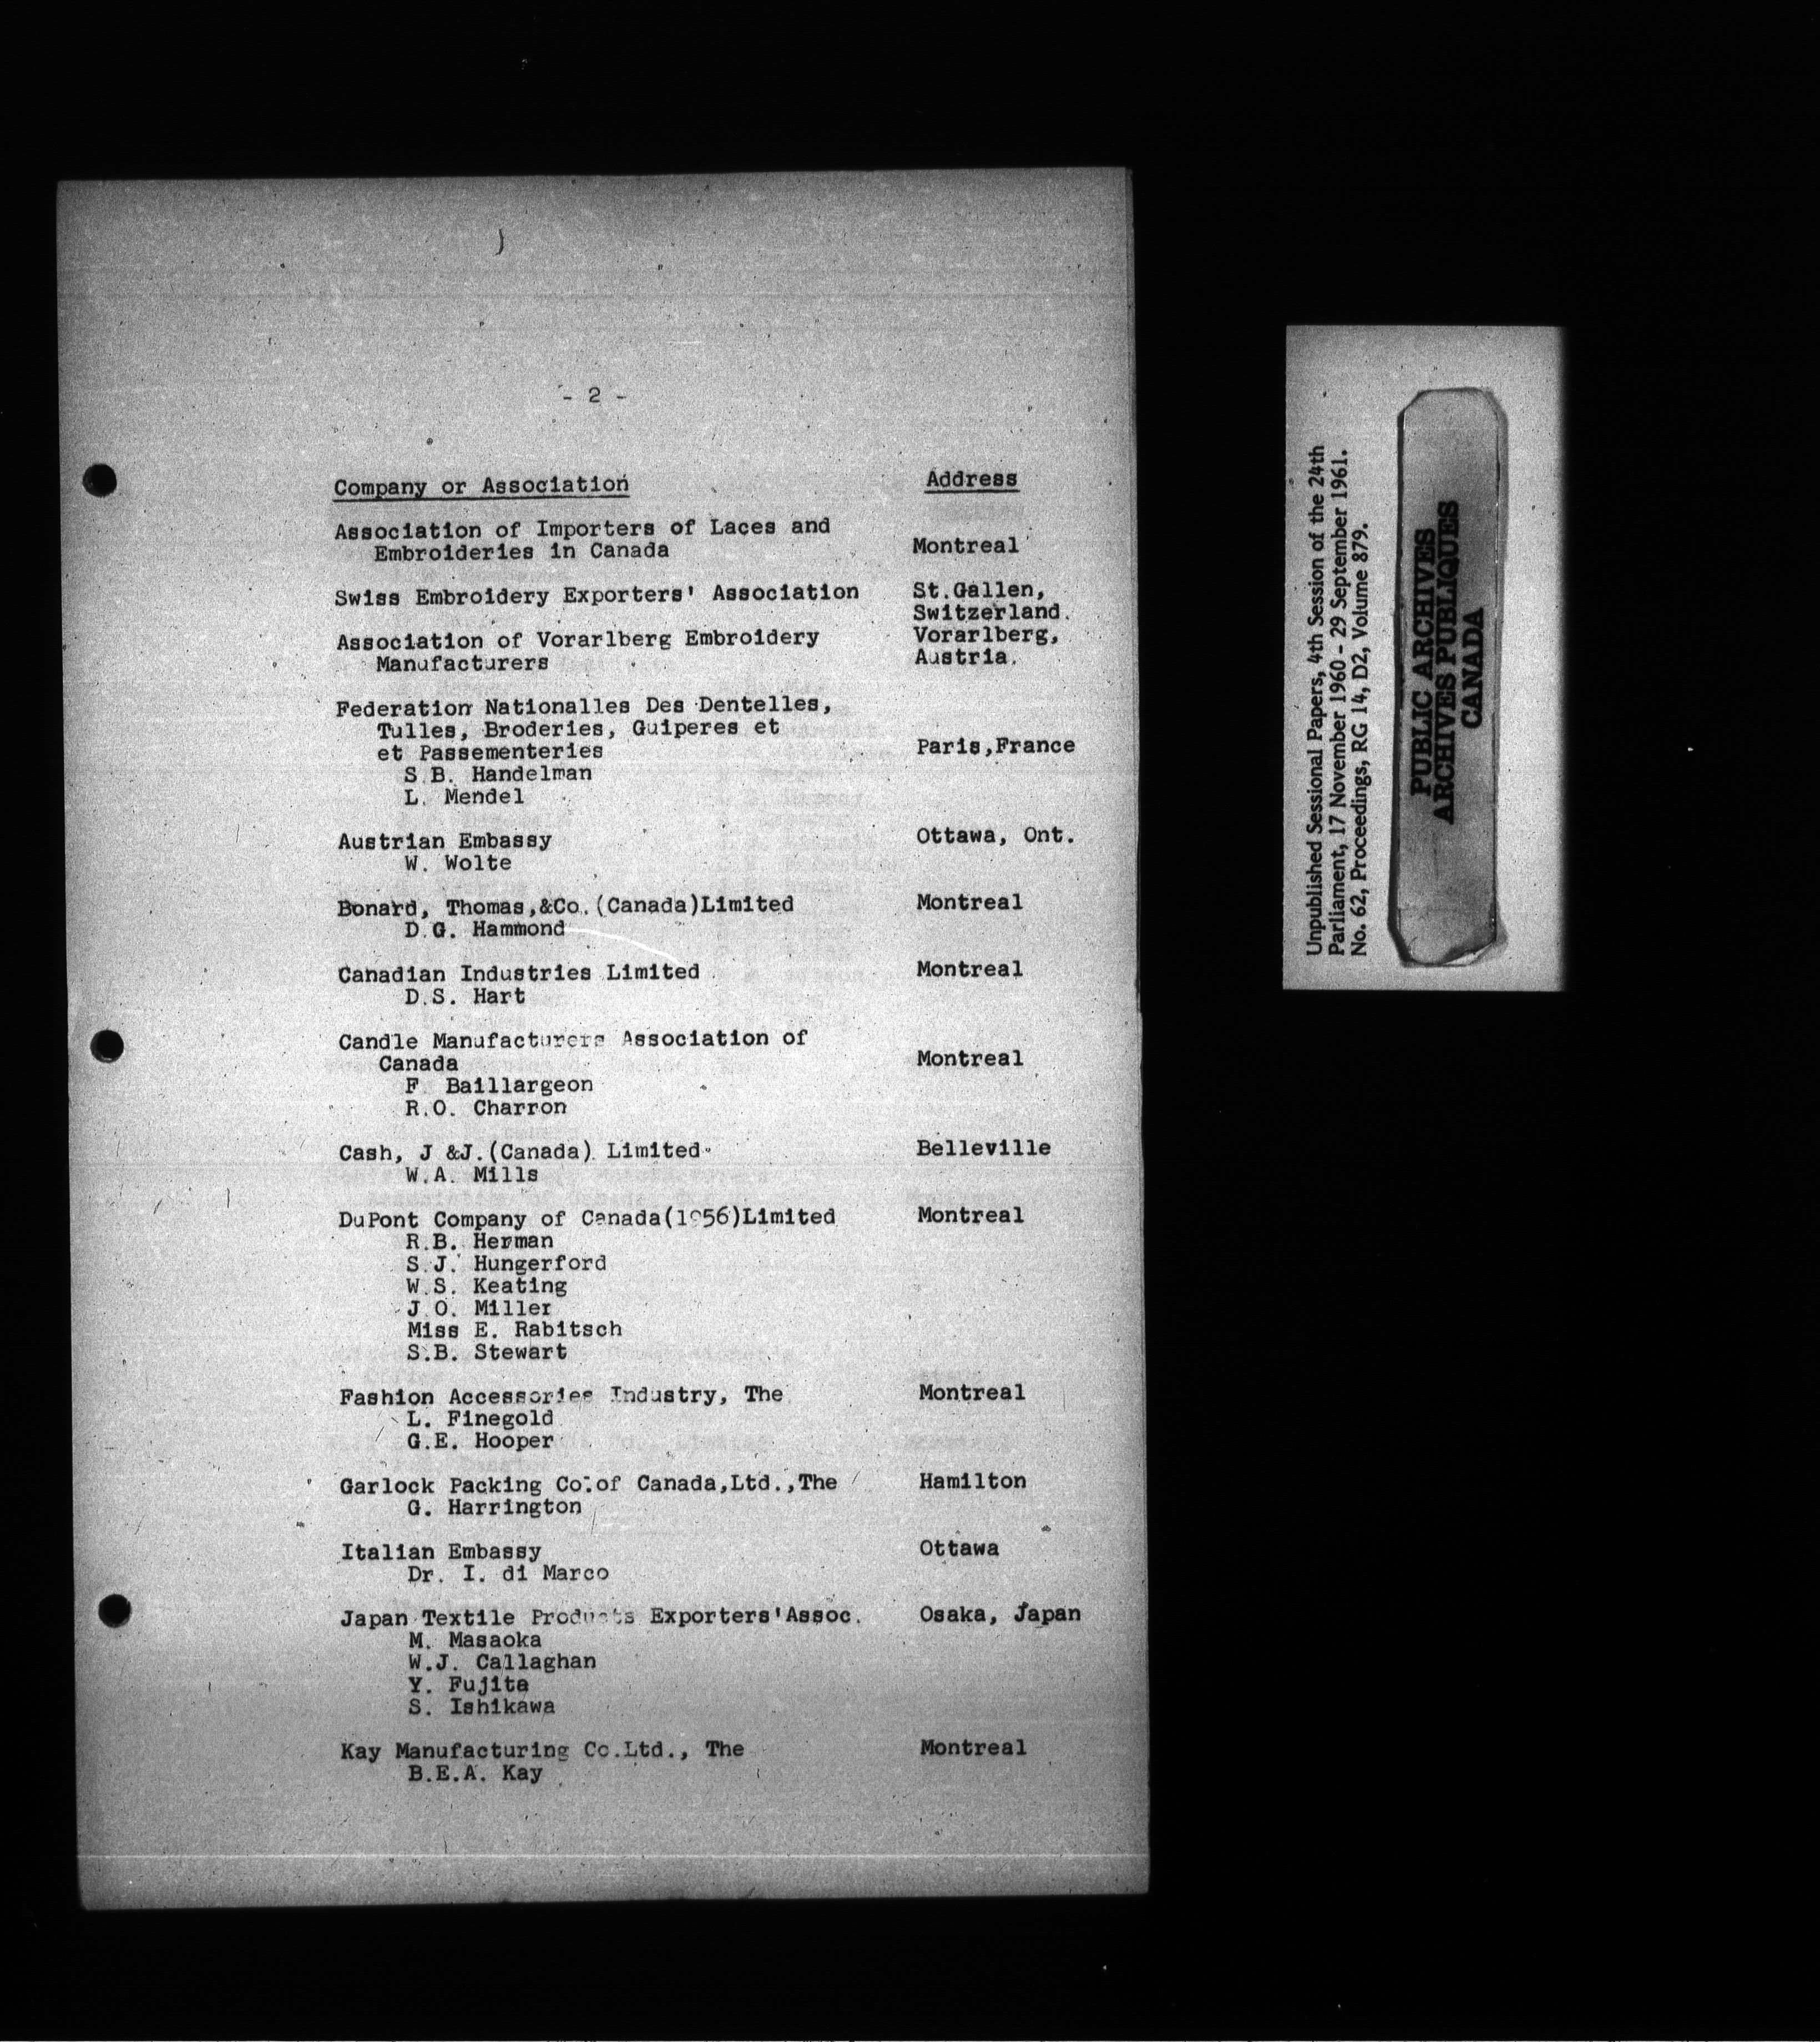 - 2 -
Company or Association Address
Association of Importers of Laces and
Embroideries in Canada Montreal
Swiss Embroidery Exporters' Association St.Gallen,
Switzerland.
Association of Vorarlberg Embroidery Vorarlberg,
Manufacturers Austria.
Federation Nationalles Des Dentelles,
Tulles, Broderies, Guiperes et
et Passementeries Paris,France
S.B. Handelman
L. Mendel
Austrian Embassy Ottawa, Ont.
W. Wolte
Bonard, Thomas,&Co.(Canada)Limited Montreal
D.G. Hammond
Canadian Industries Limited Montreal
D.S. Hart
Candle Manufacturers Association of
Canada Montreal
F. Baillargeon
R.O. Charron
Cash, J &J.(Canada) Limited Belleville
W.A. Mills
DuPont Company of Canada(1956)Limited Montreal
R.B. Herman
S.J. Hungerford
W.S. Keating
J.O. Miller
Miss E. Rabitsch
S.B. Stewart
Fashion Accessories Industry, The Montreal
L. Finegold
G.E. Hooper
Garlock Packing Co.of Canada,Ltd.,The Hamilton
G. Harrington
Italian Embassy Ottawa
Dr. I. di Marco
Japan Textile Products Exporters'Assoc. Osaka, Japan
M. Masaoka
W.J. Callaghan
Y. Fujita
S. Ishikawa
Kay Manufacturing Co.Ltd., The Montreal
B.E.A. Kay
Unpublished Sessional Papers, 4th Session of the 24th
Parliament, 17 November 1960 - 29 September 1961.
No. 62, Proceedings, RG 14, D2, Volume 879.
PUBLIC ARCHIVES
ARCHIVES PUBLIQUES
CANADA